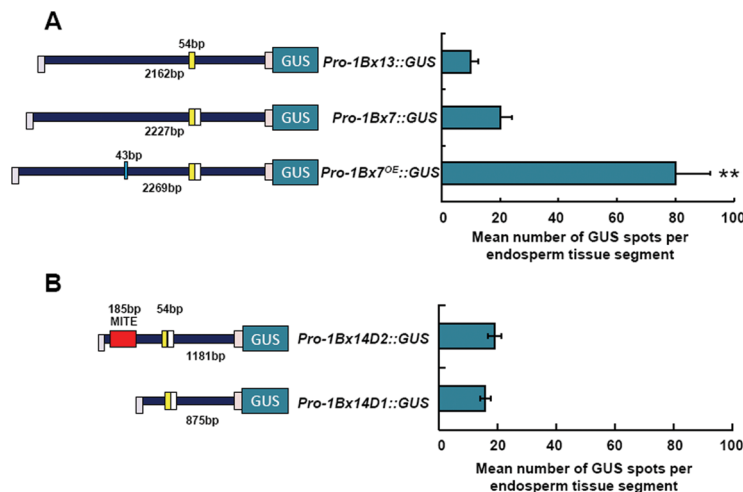 A
54bp
2162bp
GUS
Pro-1Bx13::GUS
2227bp
GUS
Pro-1Bx7::GUS
43bp
2269bp
GUS
Pro-1Bx7OE::GUS
**
0 20 40 60 80 100
Mean number of GUS spots per
endosperm tissue segment
B
185bp
MITE
54bp
1181bp
GUS
Pro-1Bx14D2::GUS
875bp
GUS
Pro-1Bx14D1::GUS
0 20 40 60 80 100
Mean number of GUS spots per
endosperm tissue segment